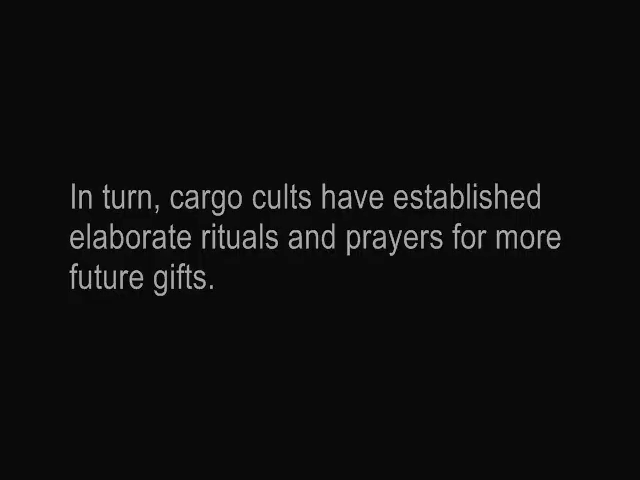 In turn, cargo cults have established
elaborate rituals and prayers for more
future gifts.